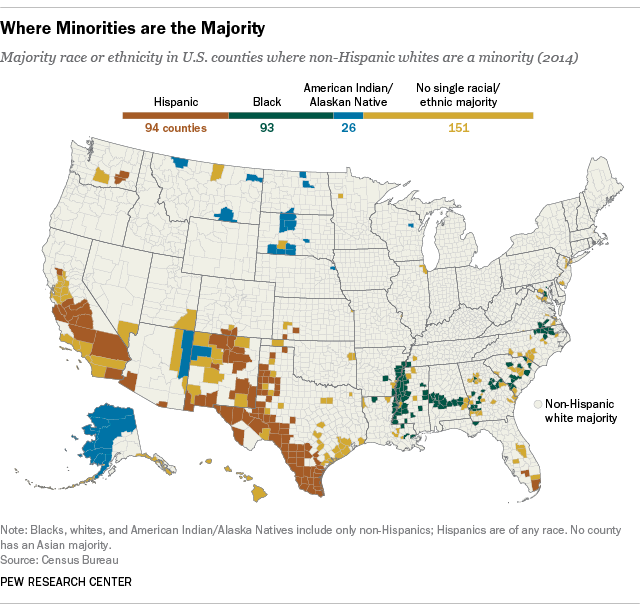 Where Minorities are the Majority
Majority race or ethnicity in U.S. counties where non-Hispanic whites are a minority (2014)
Hispanic
Black
American Indian/
Alaskan Native
No single racial/
ethnic majority
94 counties
93
26
151
Non-Hispanic
white majority
Note: Blacks, whites, and American Indian/Alaska Natives include only non-Hispanics; Hispanics are of any race. No county
has an Asian majority.
Source: Census Bureau
PEW RESEARCH CENTER